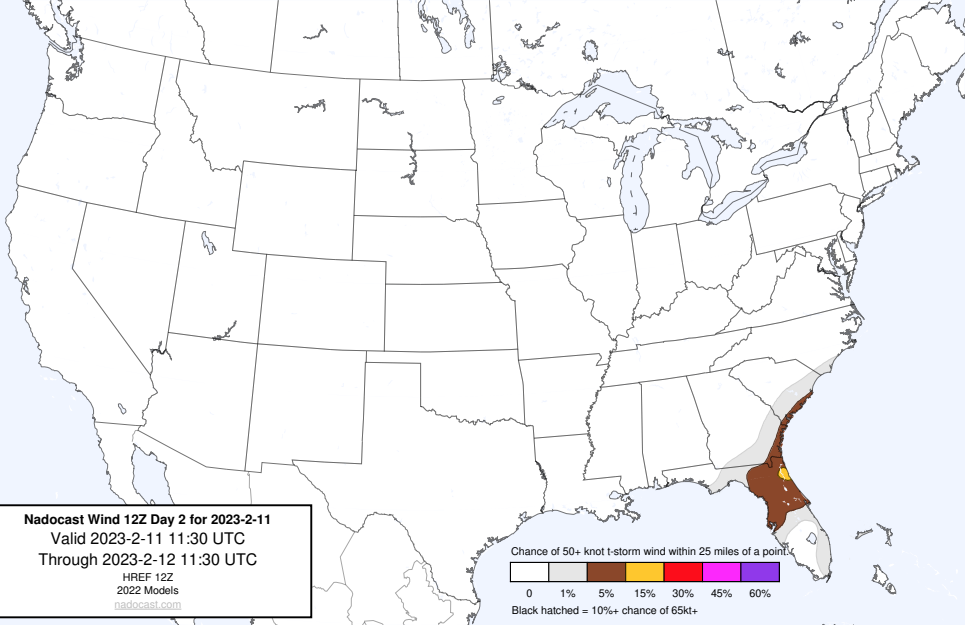 Nadocast Wind 12Z Day 2 for 2023-2-11
Valid 2023-2-11 11:30 UTC
Through 2023-2-12 11:30 UTC
HREF 12Z
2022 Models
nadocast.com
Chance of 50+ knot t-storm wind within 25 miles of a point.
0 1% 5% 15% 30% 45% 60%
Black hatched = 10%+ chance of 65kt+